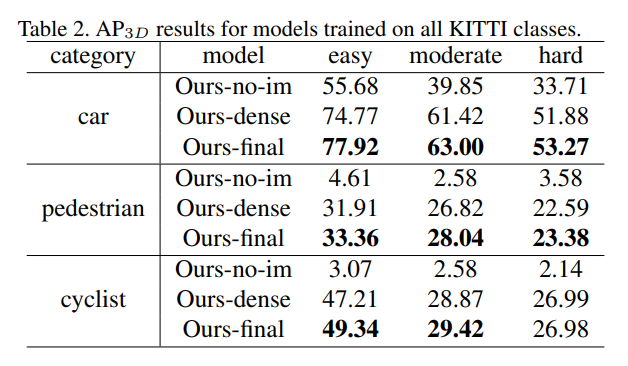 Table 2. AP3D results for models trained on all KITTI classes.
category model easy moderate hard
Ours-no-im 55.68 39.85 33.71
car Ours-dense 74.77 61.42 51.88
Ours-final 77.92 63.00 53.27
Ours-no-im 4.61 2.58 3.58
pedestrian Ours-dense 31.91 26.82 22.59
Ours-final 33.36 28.04 23.38
Ours-no-im 3.07 2.58 2.14
cyclist Ours-dense 47.21 28.87 26.99
Ours-final 49.34 29.42 26.98